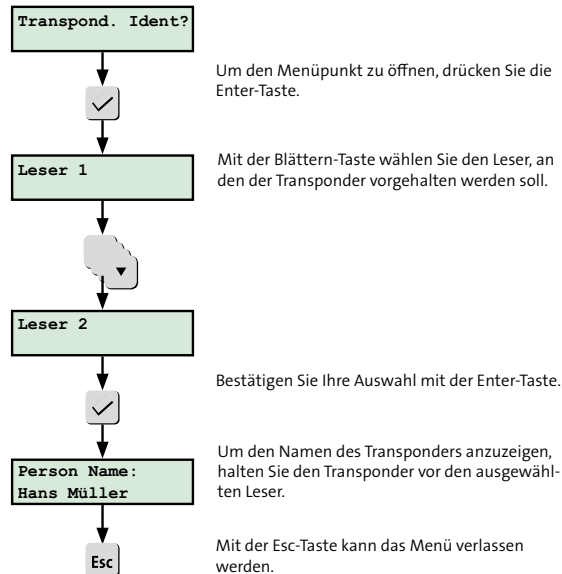 Transpond. Ident?
Um den Menüpunkt zu öffnen, drücken Sie die
Enter-Taste.
Leser 1
Mit der Blättern-Taste wählen Sie den Leser, an
den der Transponder vorgehalten werden soll.
Leser 2
Bestätigen Sie Ihre Auswahl mit der Enter-Taste.
Person Name:
Hans Müller
Um den Namen des Transponders anzuzeigen,
halten Sie den Transponder vor den ausgewähl-
ten Leser.
Esc
Mit der Esc-Taste kann das Menü verlassen
werden.